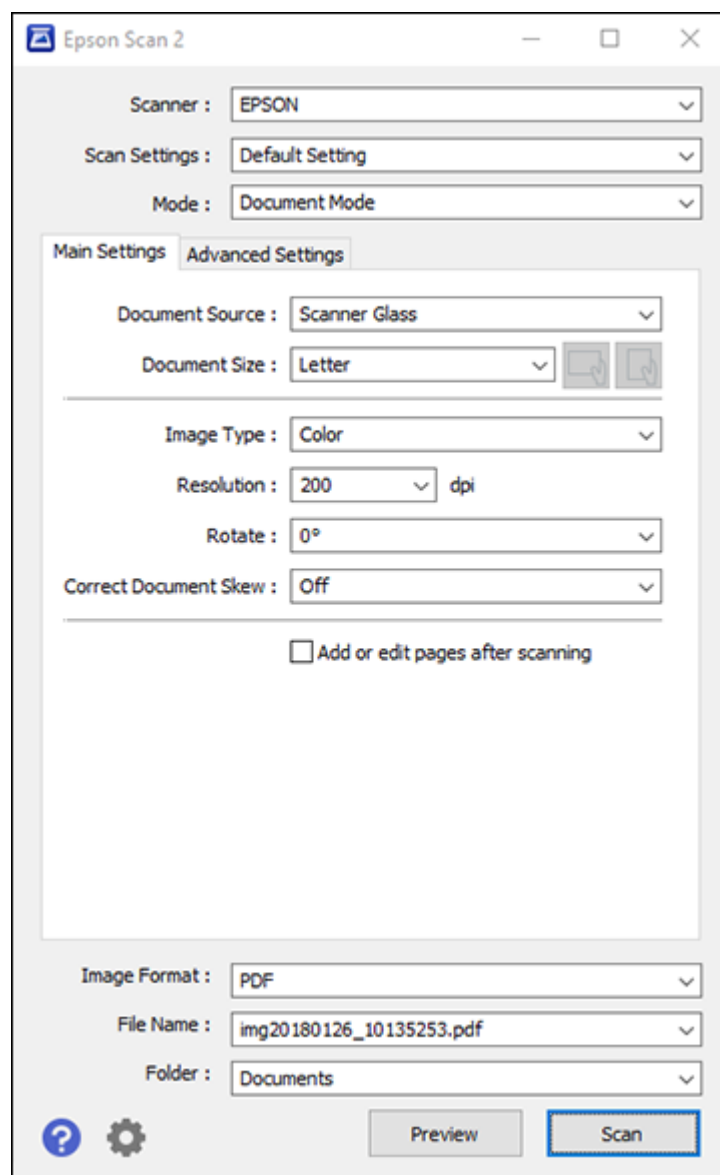 Epson Scan 2
Scanner : EPSON
Scan Settings : Default Setting
Mode : Document Mode
Main Settings Advanced Settings
Document Source : Scanner Glass
Document Size : Letter
Image Type : Color
Resolution : 200 dpi
Rotate : 0°
Correct Document Skew : Off
Add or edit pages after scanning
Image Format : PDF
File Name : img20180126_10135253.pdf
Folder : Documents
? Preview Scan